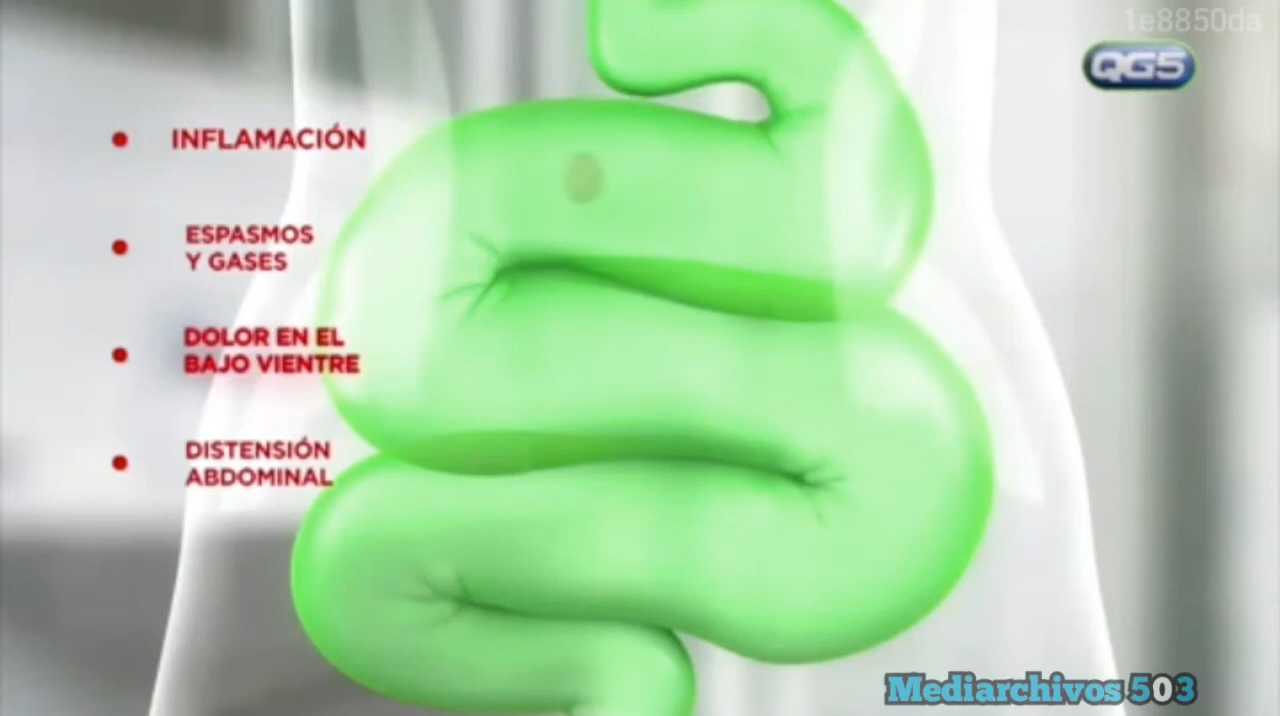 1e8850da
QG5
INFLAMACIÓN
ESPASMOS
Y GASES
DOLOR EN EL
BAJO VIENTRE
DISTENSIÓN
ABDOMINAL
Mediarchivos 503